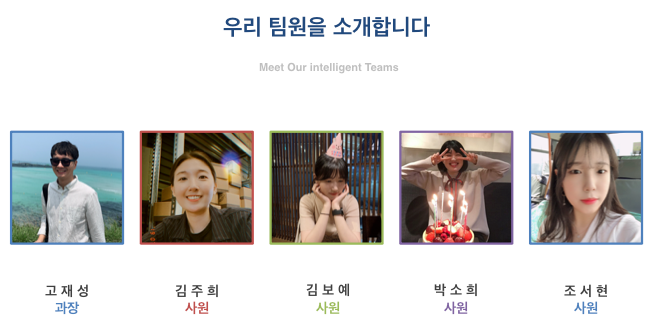 우리 팀원을 소개합니다
Meet Our intelligent Teams
고 재 성
과장
김 주 희
사원
김 보 예
사원
박 소 희
사원
조 서 현
사원